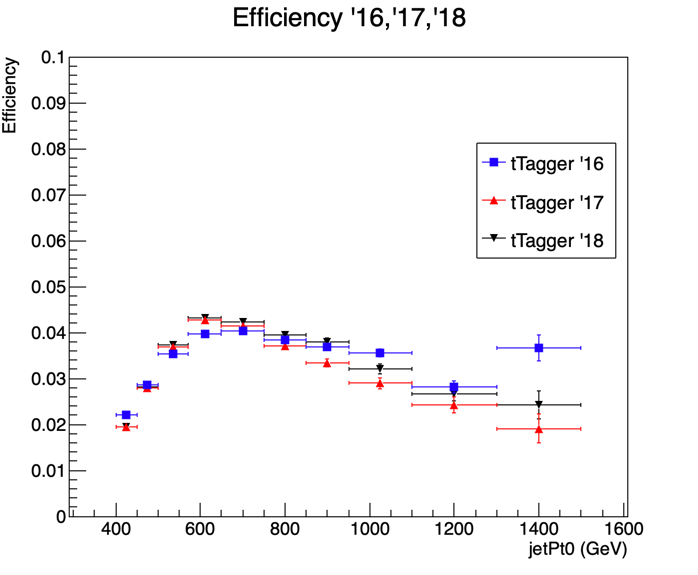 Efficiency '16,'17,'18
Efficiency
0.1
0.09
0.08
0.07
0.06
0.05
0.04
0.03
0.02
0.01
0
tTagger '16
tTagger '17
tTagger '18
400 600 800 1000 1200 1400 1600
jetPt0 (GeV)